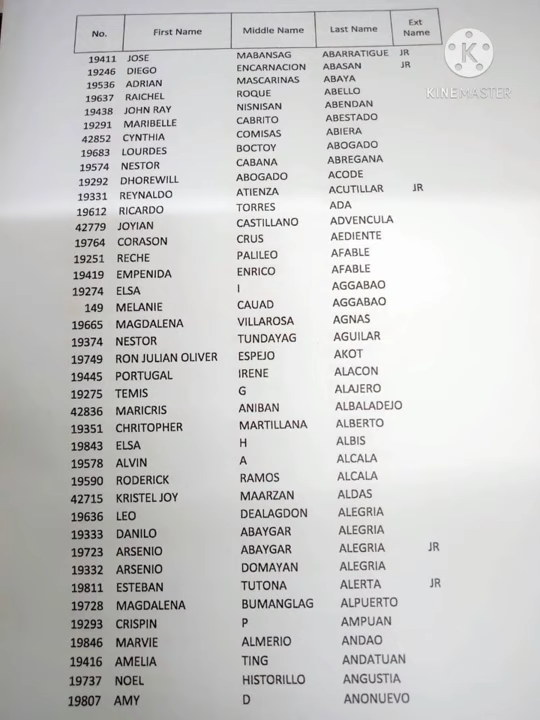 No. First Name Middle Name Last Name Ext Name
19411 JOSE MABANSAG ABARRATIGUE JR
19246 DIEGO ENCARNACION ABASAN JR
19536 ADRIAN MASCARINAS ABAYA
19637 RAICHEL ROQUE ABELLO
19438 JOHN RAY NISNISAN ABENDAN
19291 MARIBELLE CABRITO ABESTADO
42852 CYNTHIA COMISAS ABIERA
19683 LOURDES BOCTOY ABOGADO
19574 NESTOR CABANA ABREGANA
19292 DHOREWILL ABOGADO ACODE
19331 REYNALDO ATIENZA ACUTILLAR JR
19612 RICARDO TORRES ADA
42779 JOYIAN CASTILLANO ADVENCULA
19764 CORASON CRUS AEDIENTE
19251 RECHE PALILEO AFABLE
19419 EMPENIDA ENRICO AFABLE
19274 ELSA I AGGABAO
149 MELANIE CAUAD AGGABAO
19665 MAGDALENA VILLAROSA AGNAS
19374 NESTOR TUNDAYAG AGUILAR
19749 RON JULIAN OLIVER ESPEJO AKOT
19445 PORTUGAL IRENE ALACON
19275 TEMIS G ALAJERO
42836 MARICRIS ANIBAN ALBALADEJO
19351 CHRITOPHER MARTILLANA ALBERTO
19843 ELSA H ALBIS
19578 ALVIN A ALCALA
19590 RODERICK RAMOS ALCALA
42715 KRISTEL JOY MAARZAN ALDAS
19636 LEO DEALAGDON ALEGRIA
19333 DANILO ABAYGAR ALEGRIA
19723 ARSENIO ABAYGAR ALEGRIA JR
19332 ARSENIO DOMAYAN ALEGRIA
19811 ESTEBAN TUTONA ALERTA JR
19728 MAGDALENA BUMANGLAG ALPUERTO
19293 CRISPIN P AMPUAN
19846 MARVIE ALMERIO ANDAO
19416 AMELIA TING ANDATUAN
19737 NOEL HISTORILLO ANGUSTIA
19807 AMY D ANONUEVO
K
KINEMASTER